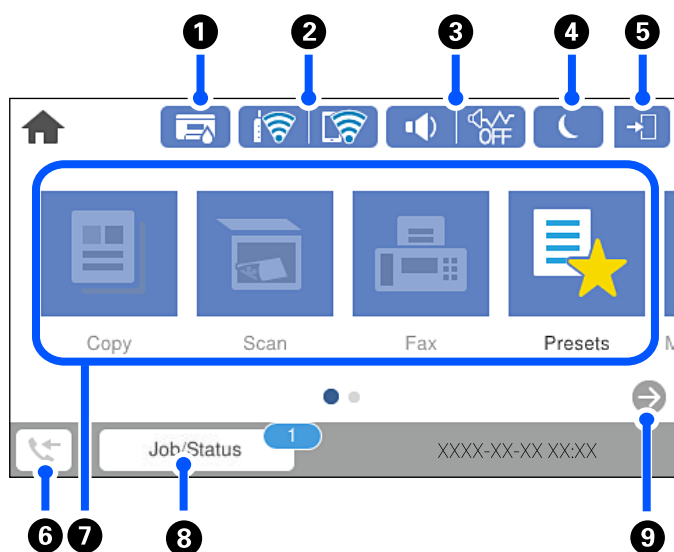 1 2 3 4 5
OFF
Copy Scan Fax Presets
1
Job/Status XXXX-XX-XX XX:XX
6 7 8 9